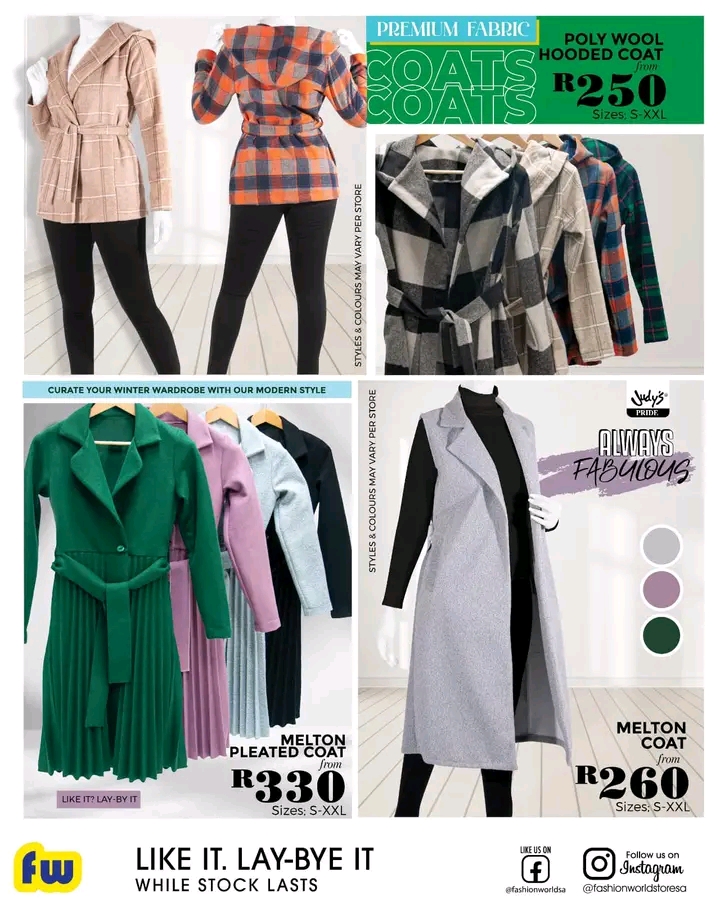 PREMIUM FABRIC
COATS
COATS
POLY WOOL
HOODED COAT
from
R250
Sizes; S-XXL
STYLES & COLOURS MAY VARY PER STORE
CURATE YOUR WINTER WARDROBE WITH OUR MODERN STYLE
MELTON
PLEATED COAT
from
R330
Sizes; S-XXL
LIKE IT? LAY-BY IT
STYLES & COLOURS MAY VARY PER STORE
Judy's
PRIDE
ALWAYS
FABULOUS
MELTON
COAT
from
R260
Sizes; S-XXL
fw
LIKE IT. LAY-BYE IT
WHILE STOCK LASTS
LIKE US ON
@fashionworldsa
Follow us on
Instagram
@fashionworldstoresa